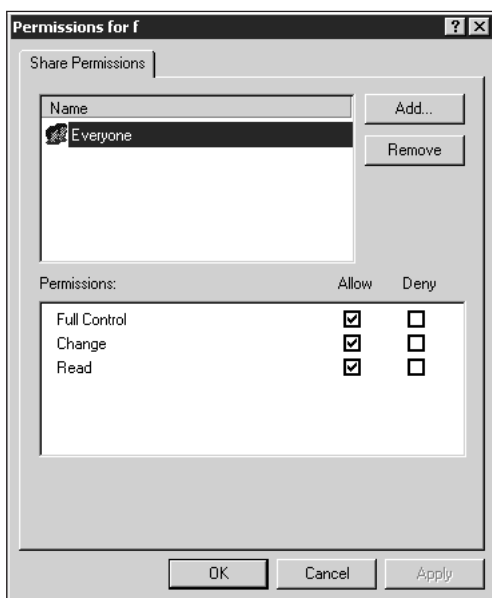 Permissions for f
Share Permissions
Name
Add...
Everyone
Remove
Permissions: Allow Deny
Full Control
Change
Read
OK Cancel Apply